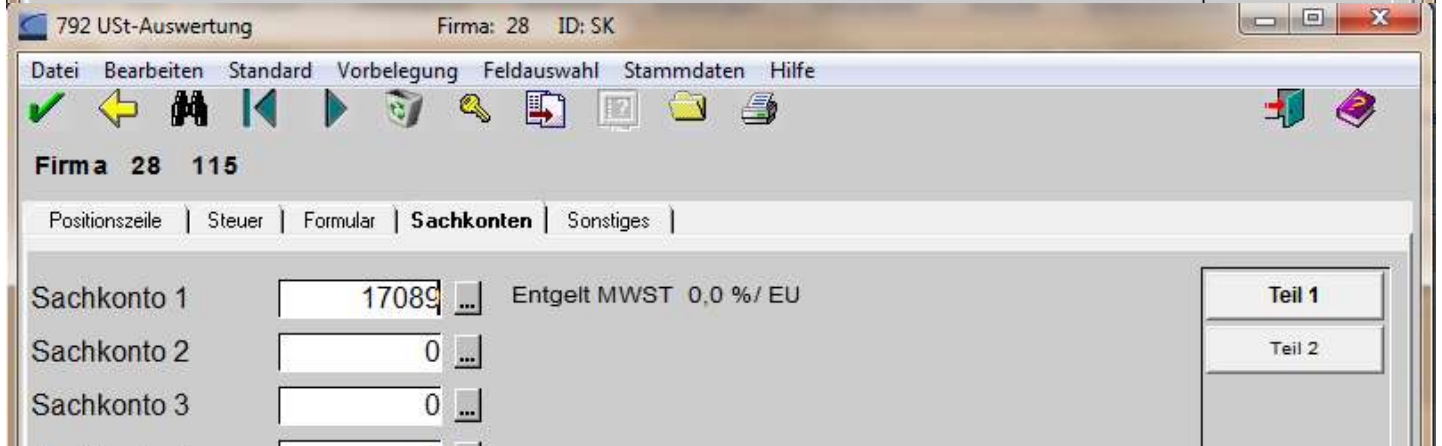 792 USt-Auswertung Firma: 28 ID: SK
Datei Bearbeiten Standard Vorbelegung Feldauswahl Stammdaten Hilfe
Firma 28 115
Positionszeile Steuer Formular Sachkonten Sonstiges
Sachkonto 1 17089 ... Entgelt MWST 0,0 %/ EU Teil 1
Sachkonto 2 0 ... Teil 2
Sachkonto 3 0 ...